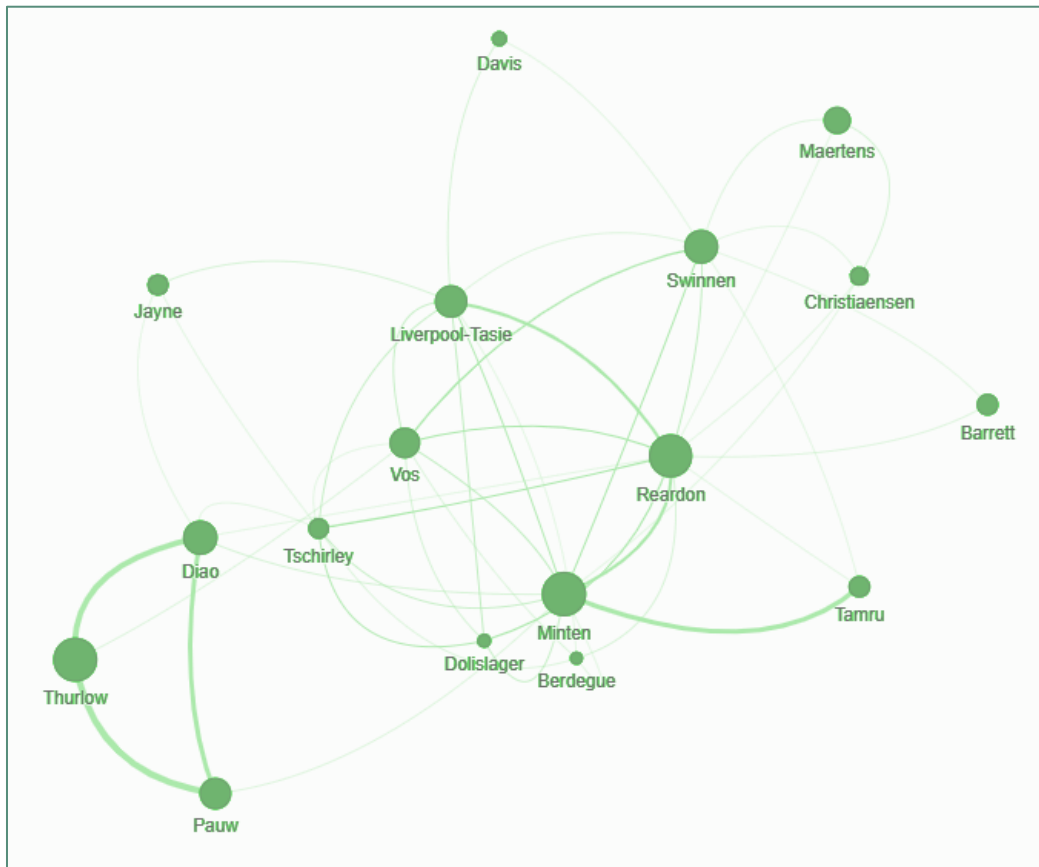 Davis
Maertens
Swinnen
Christiaensen
Jayne
Liverpool-Tasie
Barrett
Vos
Reardon
Tschirley
Diao
Tamru
Minten
Dolislager
Berdegue
Thurlow
Pauw